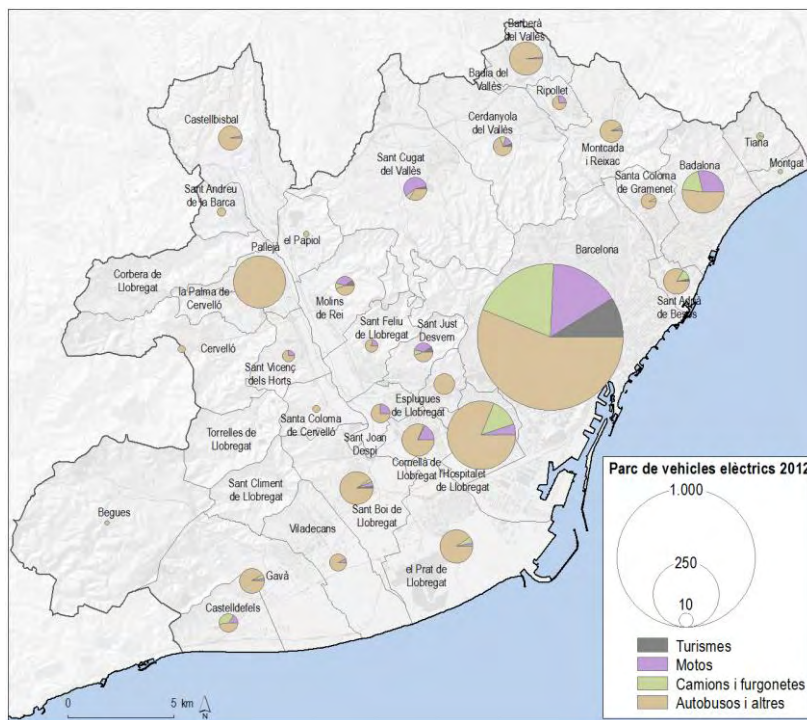 Barberà
del Vallès
Badia del
Vallès
Ripollet
Castellbisbal
Cerdanyola
del Vallès
Montcada
i Reixac
Tiana
Montgat
Sant Cugat
del Vallès
Santa Coloma
de Gramenet
Badalona
Sant Andreu
de la Barca
el Papiol
Pallejà
Barcelona
Corbera de
Llobregat
la Palma de
Cervelló
Molins
de Rei
Sant Adrià
de Besòs
Sant Feliu
de Llobregat
Sant Just
Desvern
Cervelló
Sant Vicenç
dels Horts
Esplugues
de Llobregat
Santa Coloma
de Cervelló
Torrelles de
Llobregat
Sant Joan
Despí
Cornellà de
Llobregat
l'Hospitalet
de Llobregat
Sant Climent
de Llobregat
Sant Boi de
Llobregat
Begues
Viladecans
el Prat de
Llobregat
Gavà
Castelldefels
0 5 km
N
Parc de vehicles elèctrics 2012
1.000
250
10
Turismes
Motos
Camions i furgonetes
Autobusos i altres